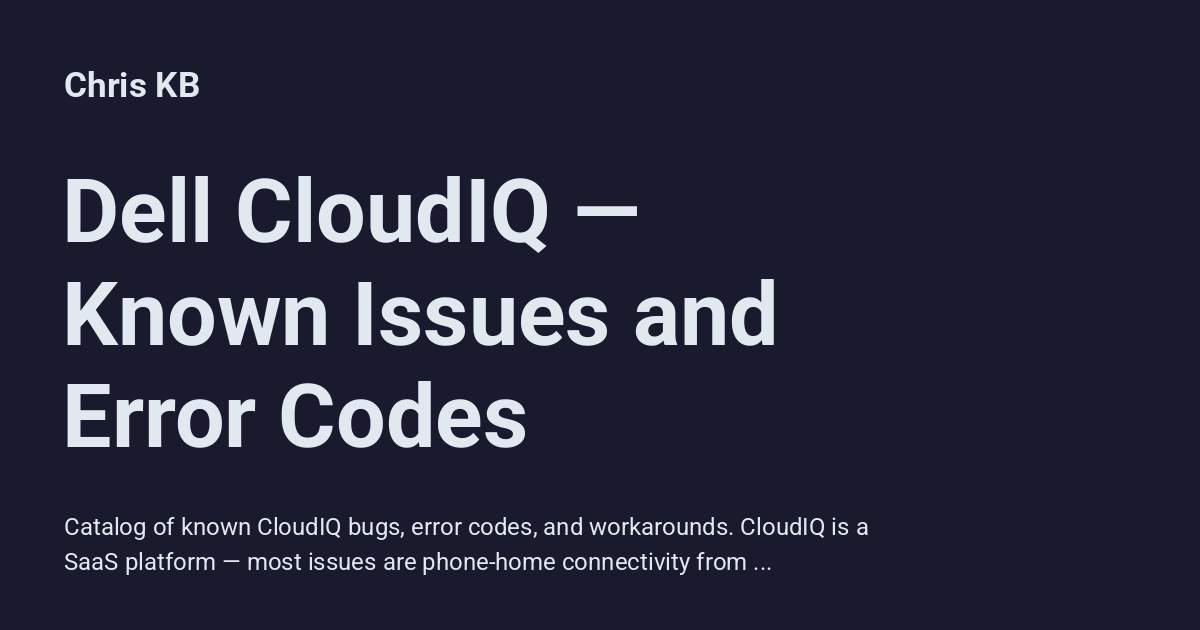 Chris KB
Dell CloudIQ —
Known Issues and
Error Codes
Catalog of known CloudIQ bugs, error codes, and workarounds. CloudIQ is a
SaaS platform — most issues are phone-home connectivity from ...